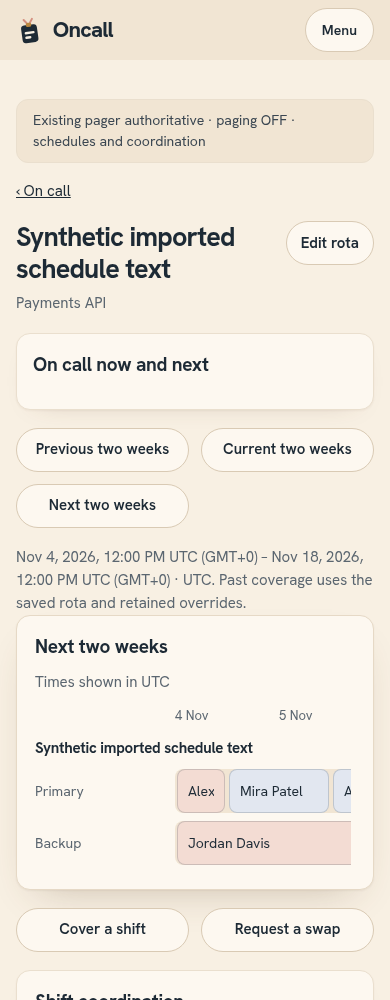 Oncall
Menu
Existing pager authoritative · paging OFF ·
schedules and coordination
‹ On call
Synthetic imported
schedule text
Edit rota
Payments API
On call now and next
Previous two weeks
Current two weeks
Next two weeks
Nov 4, 2026, 12:00 PM UTC (GMT+0) – Nov 18, 2026,
12:00 PM UTC (GMT+0) · UTC. Past coverage uses the
saved rota and retained overrides.
Next two weeks
Times shown in UTC
4 Nov 5 Nov
Synthetic imported schedule text
Primary Alex Mira Patel
Backup Jordan Davis
Cover a shift
Request a swap
Shift coordination